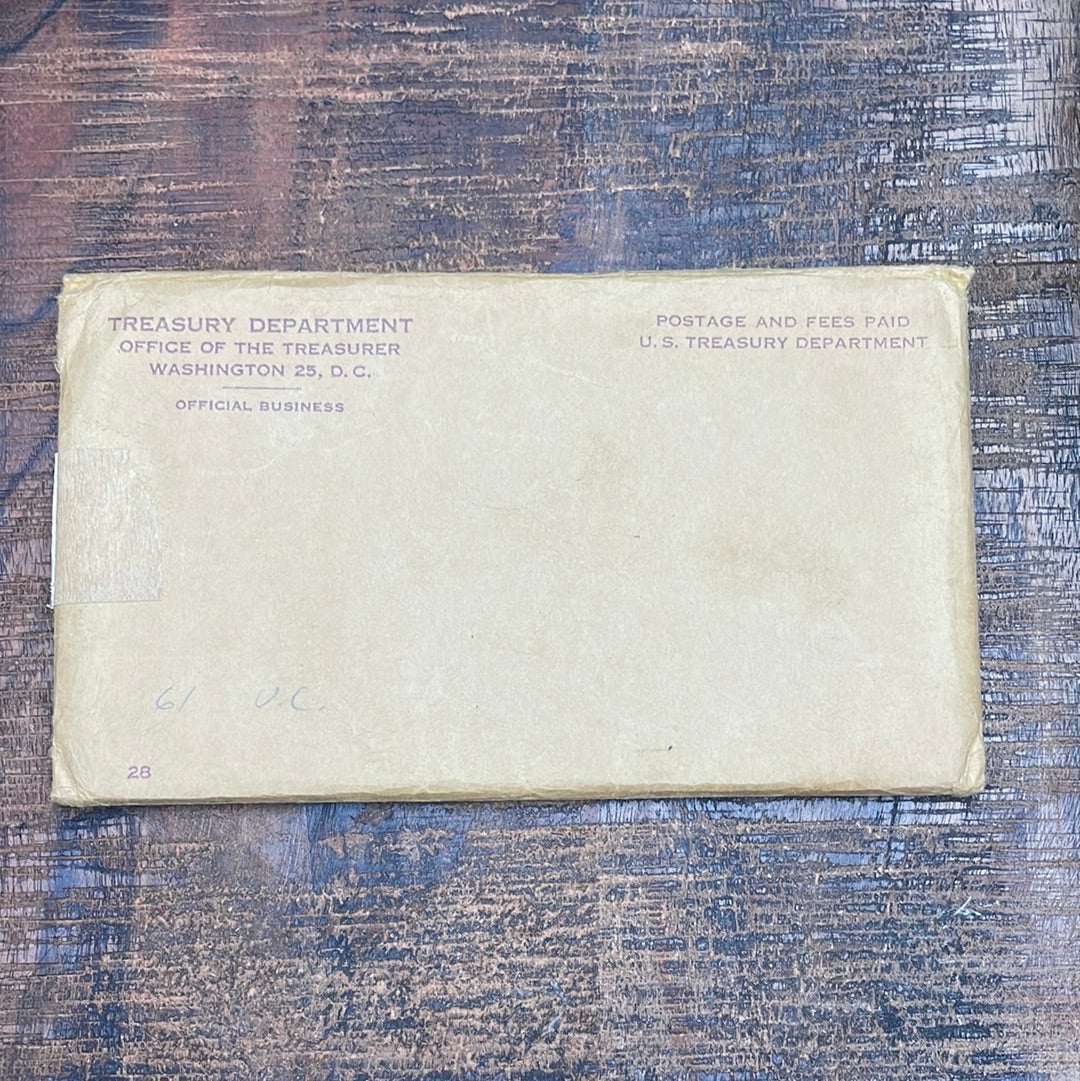 TREASURY DEPARTMENT
OFFICE OF THE TREASURER
WASHINGTON 25, D. C.
OFFICIAL BUSINESS
POSTAGE AND FEES PAID
U. S. TREASURY DEPARTMENT
61 U.C.
28